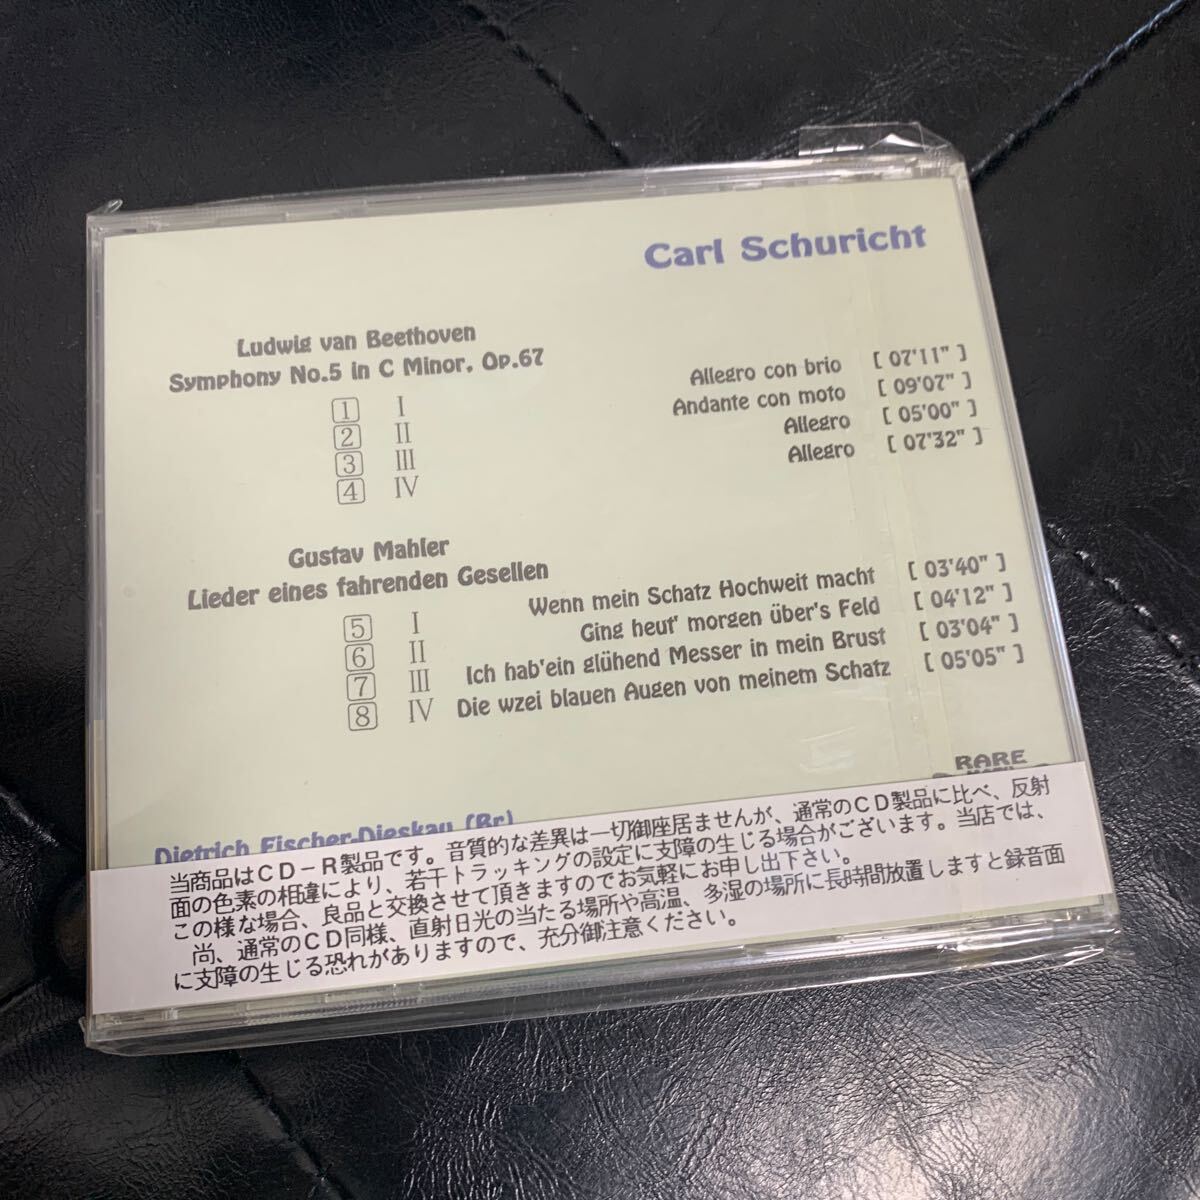 Carl Schuricht
Ludwig van Beethoven
Symphony No.5 in C Minor, Op.67
1 I Allegro con brio [ 07'11" ]
2 II Andante con moto [ 09'07" ]
3 III Allegro [ 05'00" ]
4 IV Allegro [ 07'32" ]
Gustav Mahler
Lieder eines fahrenden Gesellen
5 I Wenn mein Schatz Hochweit macht [ 03'40" ]
6 II Ging heut' morgen über's Feld [ 04'12" ]
7 III Ich hab'ein glühend Messer in mein Brust [ 03'04" ]
8 IV Die wzei blauen Augen von meinem Schatz [ 05'05" ]
RARE
Dietrich Fischer-Dieskau (Br)
当商品はCD-R製品です。音質的な差異は一切御座居ませんが、通常のCD製品に比べ、反射
面の色素の相違により、若干トラッキングの設定に支障の生じる場合がございます。当店では、
この様な場合、良品と交換させて頂きますのでお気軽にお申し出下さい。
尚、通常のCD同様、直射日光の当たる場所や高温、多湿の場所に長時間放置しますと録音面
に支障の生じる恐れがありますので、充分御注意ください。